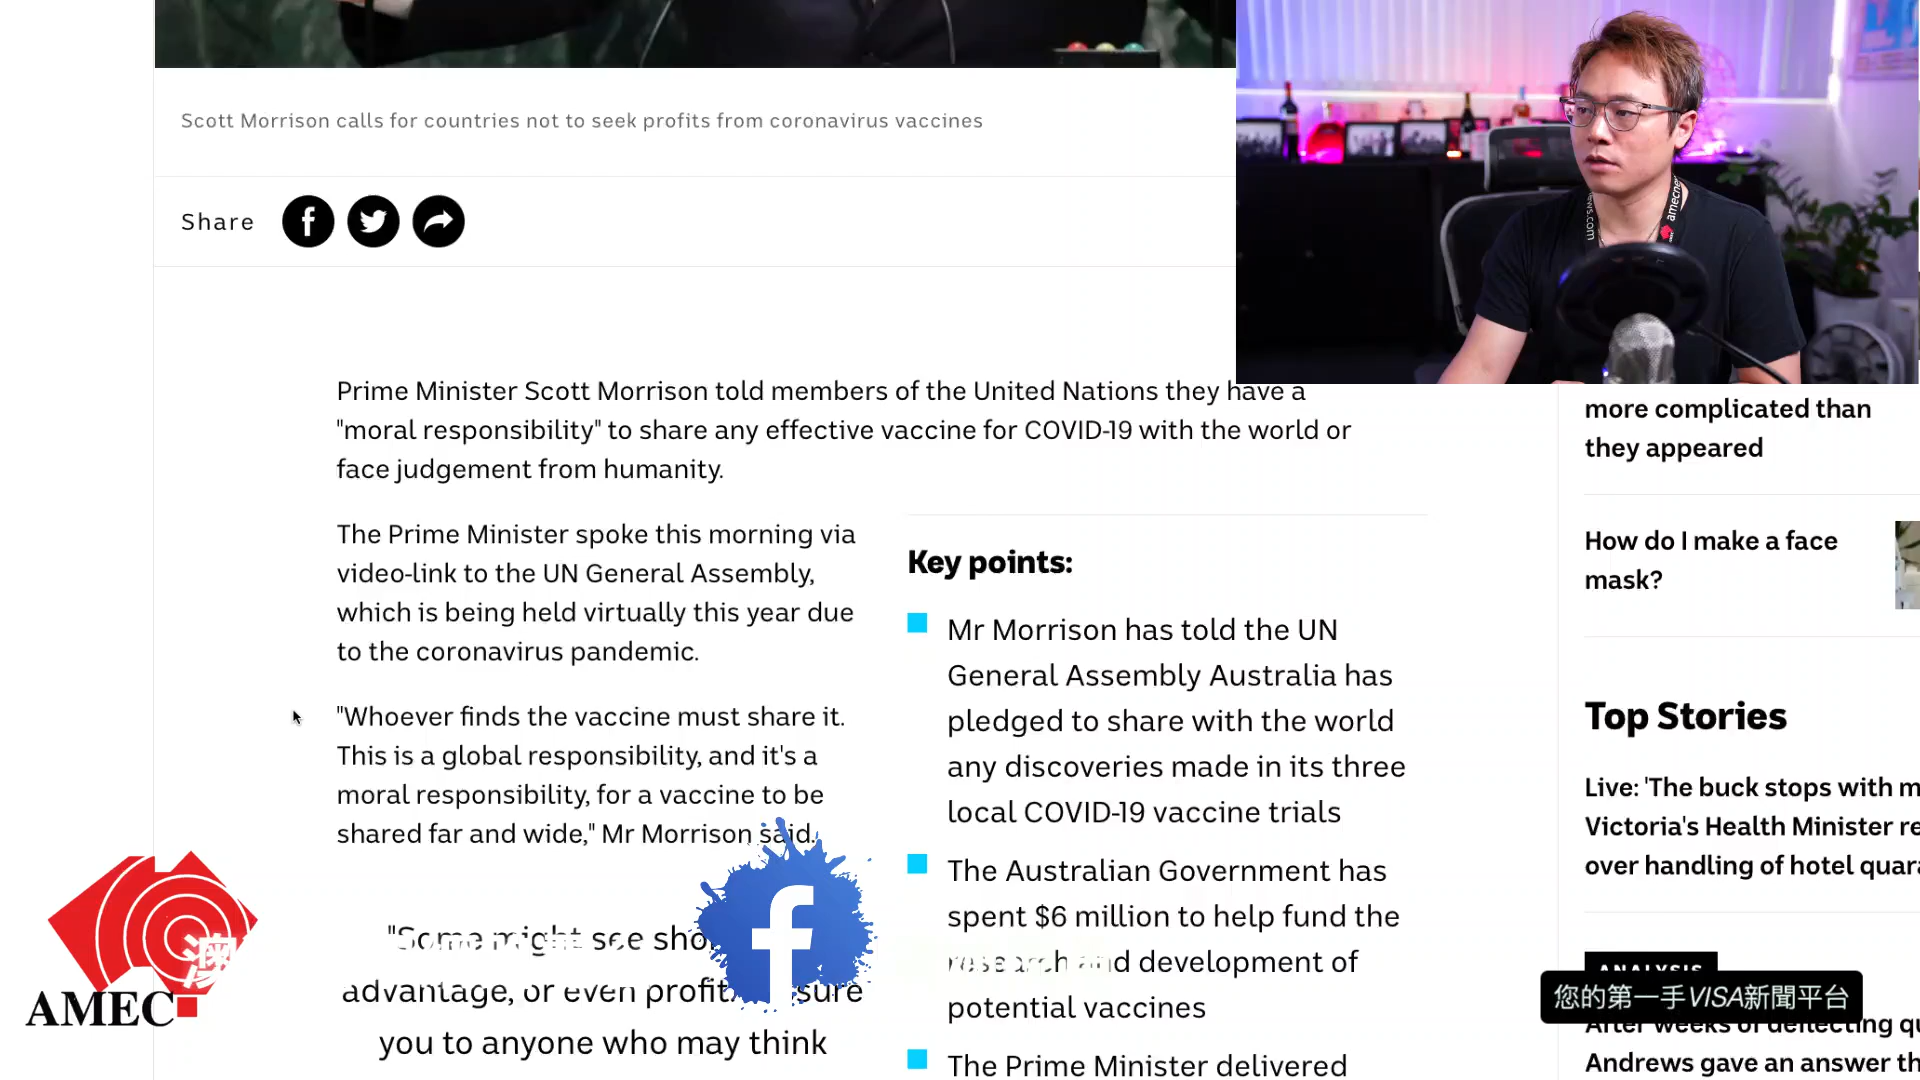 Scott Morrison calls for countries not to seek profits from coronavirus vaccines
Share
Prime Minister Scott Morrison told members of the United Nations they have a
"moral responsibility" to share any effective vaccine for COVID-19 with the world or
face judgement from humanity.
The Prime Minister spoke this morning via
video-link to the UN General Assembly,
which is being held virtually this year due
to the coronavirus pandemic.
"Whoever finds the vaccine must share it.
This is a global responsibility, and it's a
moral responsibility, for a vaccine to be
shared far and wide," Mr Morrison said.
"Some might see
advantage, or even profit
you to anyone who may think
Key points:
Mr Morrison has told the UN
General Assembly Australia has
pledged to share with the world
any discoveries made in its three
local COVID-19 vaccine trials
The Australian Government has
spent $6 million to help fund the
research and development of
potential vaccines
The Prime Minister delivered
more complicated than
they appeared
How do I make a face
mask?
Top Stories
Live: 'The buck stops with m
Victoria's Health Minister re
over handling of hotel quar
ANALYSIS
After weeks of deflecting q
Andrews gave an answer th
您的第一手VISA新聞平台
AMEC
澳
amecnew
ews.com